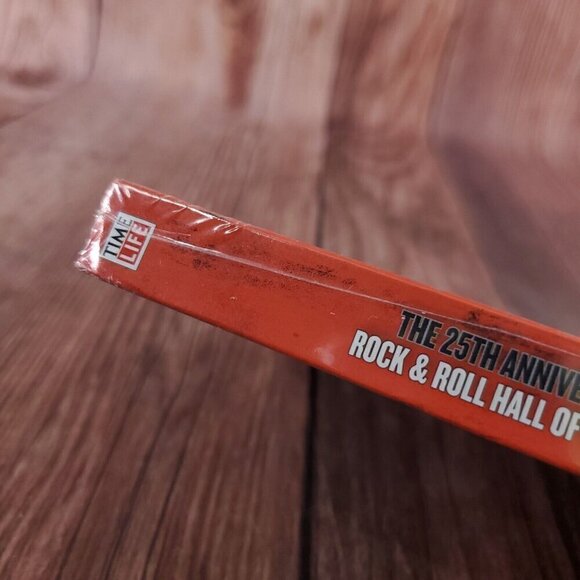 TIME
LIFE
THE 25TH ANNIVE
ROCK & ROLL HALL OF